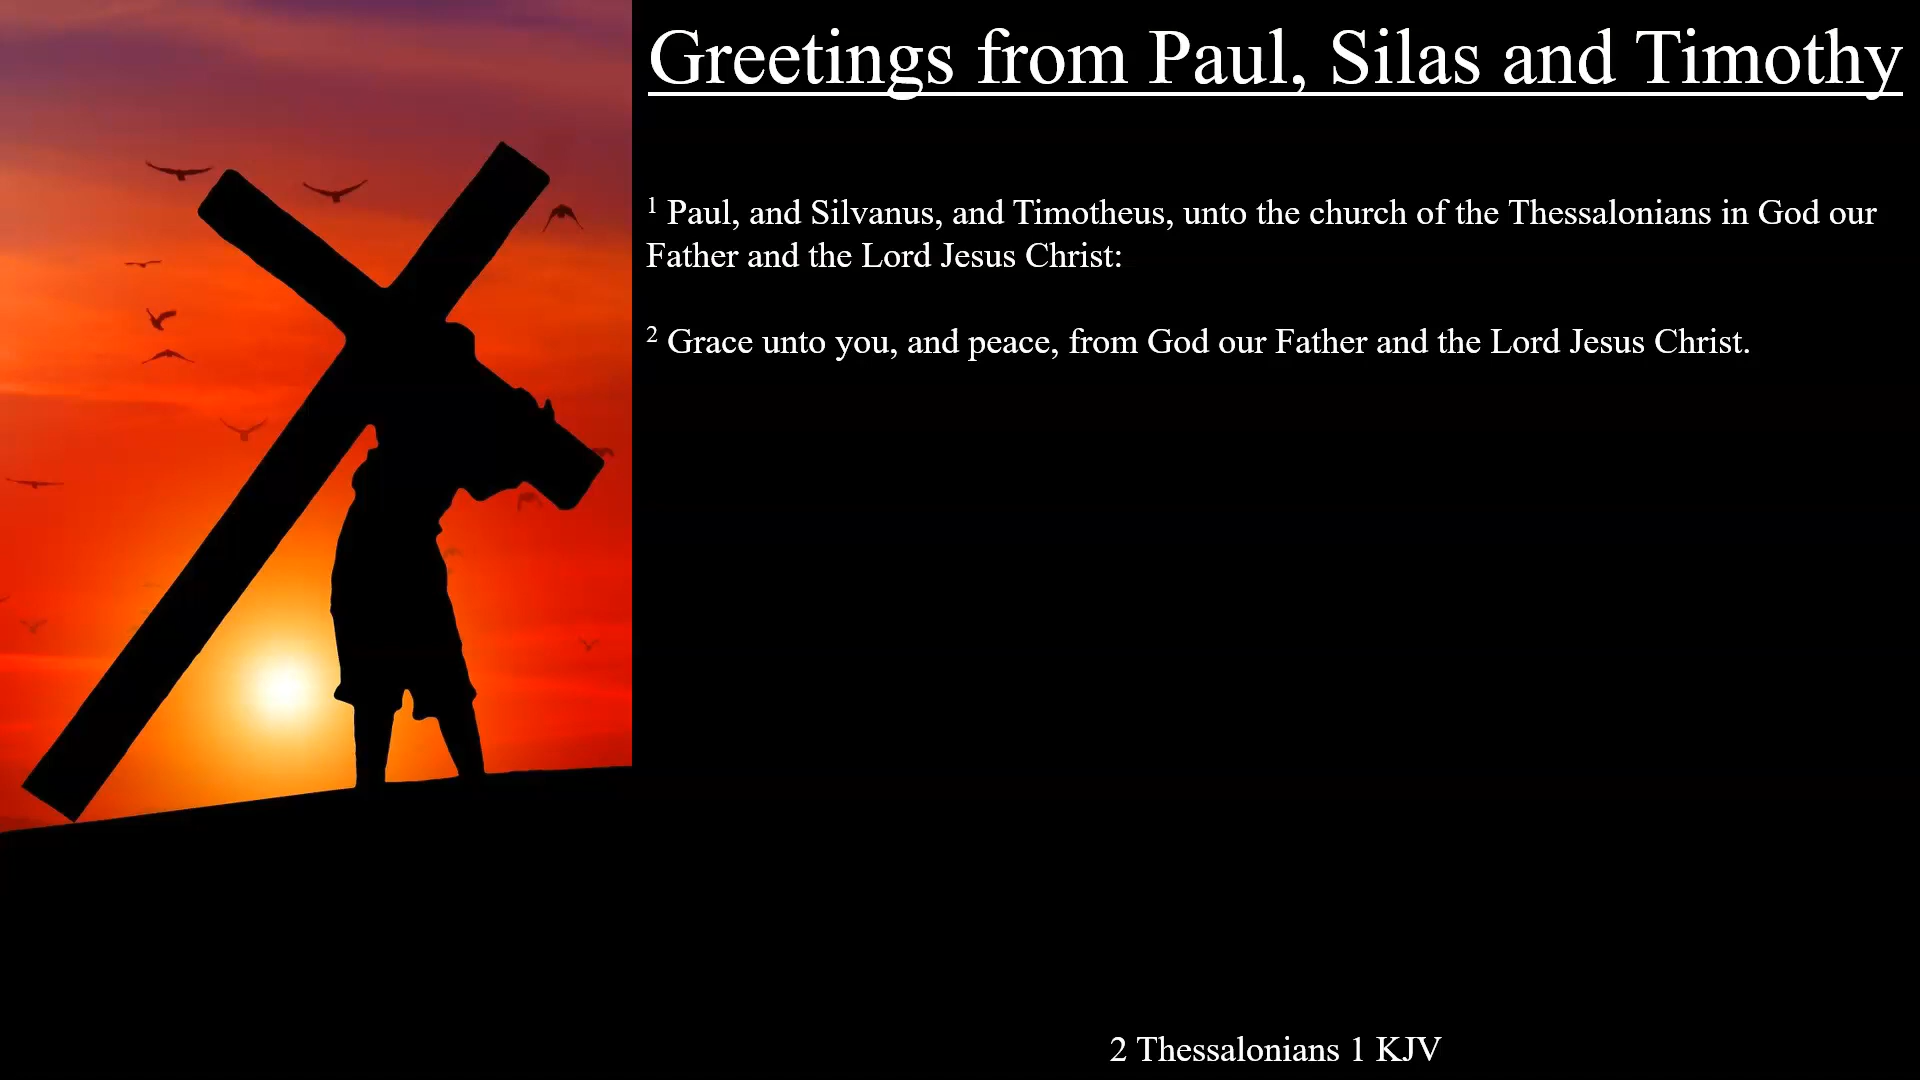 Greetings from Paul, Silas and Timothy
1 Paul, and Silvanus, and Timotheus, unto the church of the Thessalonians in God our
Father and the Lord Jesus Christ:
2 Grace unto you, and peace, from God our Father and the Lord Jesus Christ.
2 Thessalonians 1 KJV